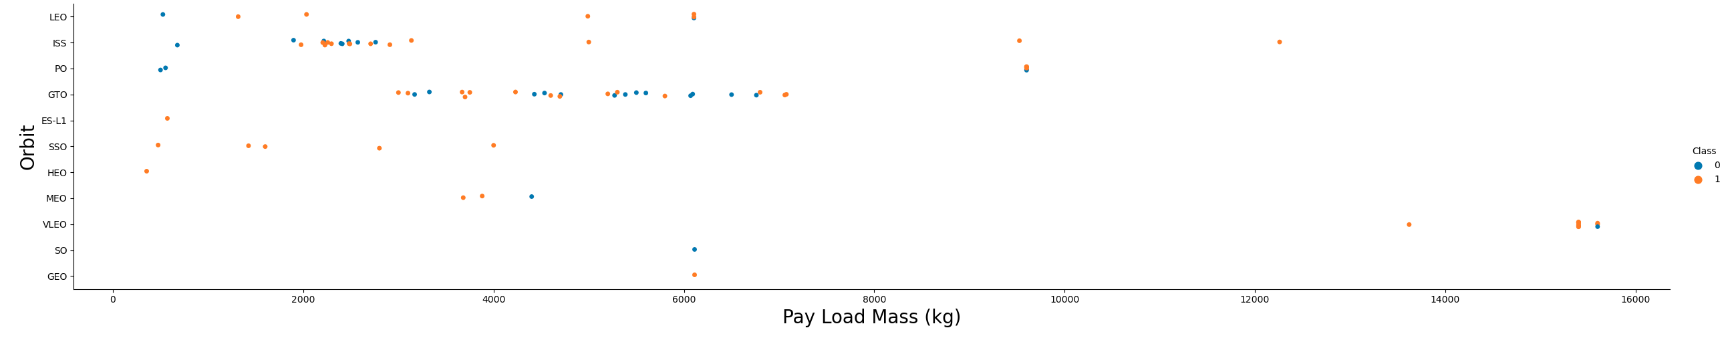 Orbit
LEO
ISS
PO
GTO
ES-L1
SSO
HEO
MEO
VLEO
SO
GEO
0 2000 4000 6000 8000 10000 12000 14000 16000
Pay Load Mass (kg)
Class
0
1